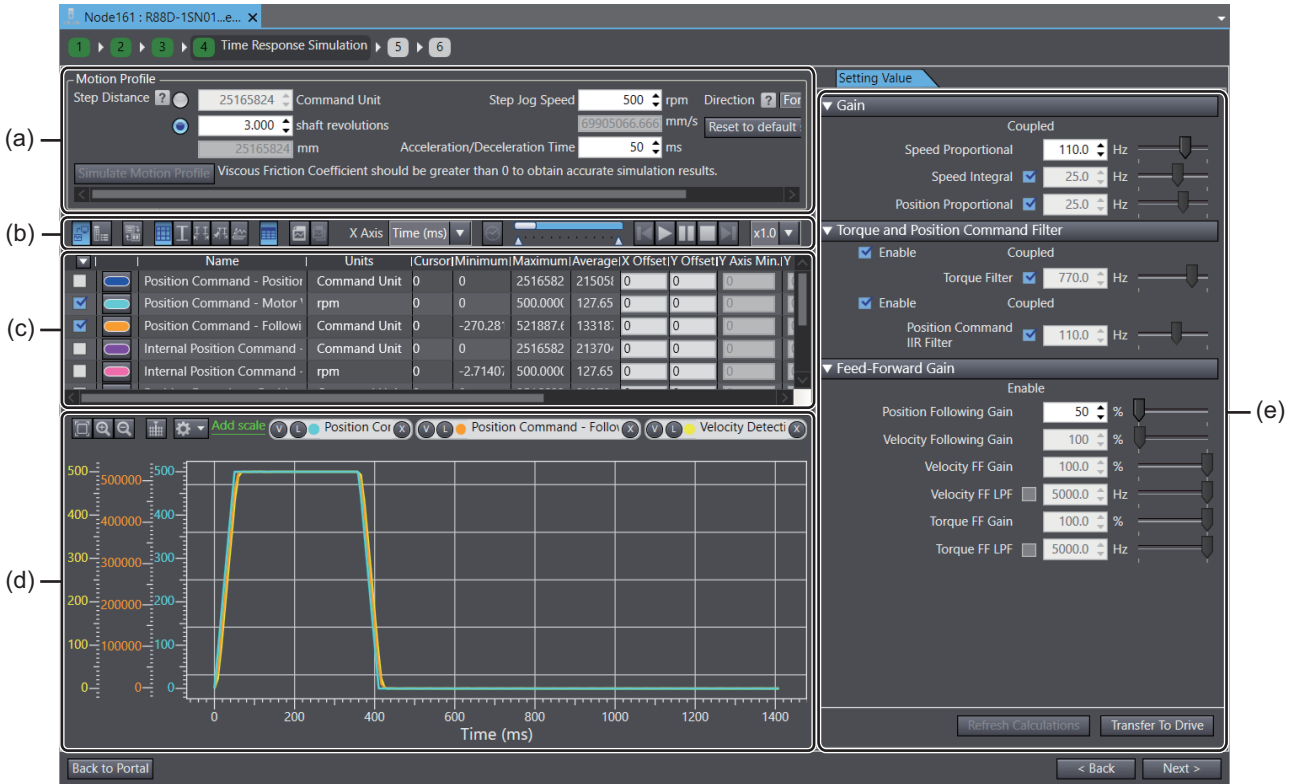 Node161 : R88D-1SN01...e... X
1 2 3 4 Time Response Simulation 5 6
Motion Profile
Step Distance ? 25165824 Command Unit Step Jog Speed 500 rpm Direction ? For
3.000 shaft revolutions 69905066.666 mm/s Reset to default
25165824 mm Acceleration/Deceleration Time 50 ms
Simulate Motion Profile Viscous Friction Coefficient should be greater than 0 to obtain accurate simulation results.
(a)
(b)
X Axis Time (ms) x1.0
(c)
Name Units Cursor Minimum Maximum Average X Offset Y Offset Y Axis Min. Y
Position Command - Position Command Unit 0 0 2516582 215058 0 0 0
Position Command - Motor rpm 0 0 500.000 127.65 0 0 0
Position Command - Followi Command Unit 0 -270.28 521887.6 13318 0 0 0
Internal Position Command - Command Unit 0 0 2516582 213704 0 0 0
Internal Position Command - rpm 0 -2.7140 500.000 127.65 0 0 0
(d)
Add scale V L Position Cor X V L Position Command - Follov X V L Velocity Detecti X
500 500000 500
400 400000 400
300 300000 300
200 200000 200
100 100000 100
0 0 0
0 200 400 600 800 1000 1200 1400
Time (ms)
Setting Value
Gain
Coupled
Speed Proportional 110.0 Hz
Speed Integral 25.0 Hz
Position Proportional 25.0 Hz
Torque and Position Command Filter
Enable Coupled
Torque Filter 770.0 Hz
Enable Coupled
Position Command
IIR Filter 110.0 Hz
Feed-Forward Gain
Enable
Position Following Gain 50 %
Velocity Following Gain 100 %
Velocity FF Gain 100.0 %
Velocity FF LPF 5000.0 Hz
Torque FF Gain 100.0 %
Torque FF LPF 5000.0 Hz
(e)
Refresh Calculations Transfer To Drive
Back to Portal < Back Next >